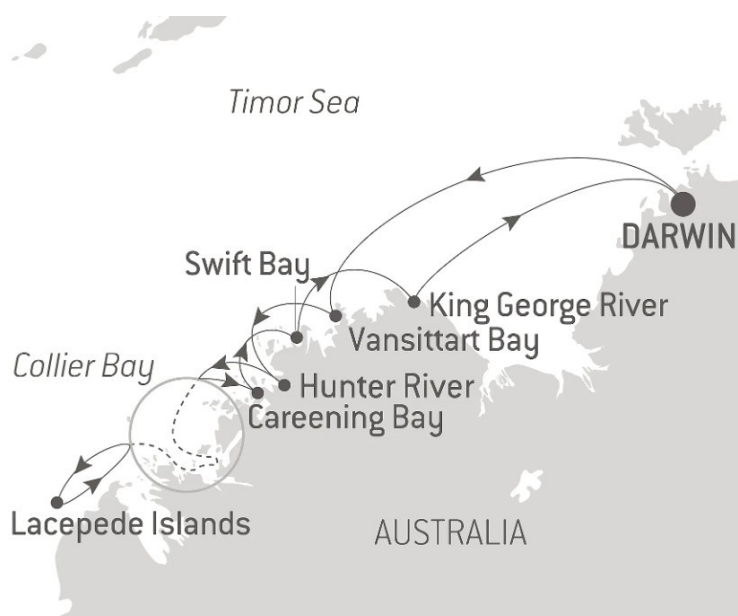 Timor Sea
DARWIN
Swift Bay
King George River
Vansittart Bay
Collier Bay
Hunter River
Careening Bay
Lacepede Islands
AUSTRALIA